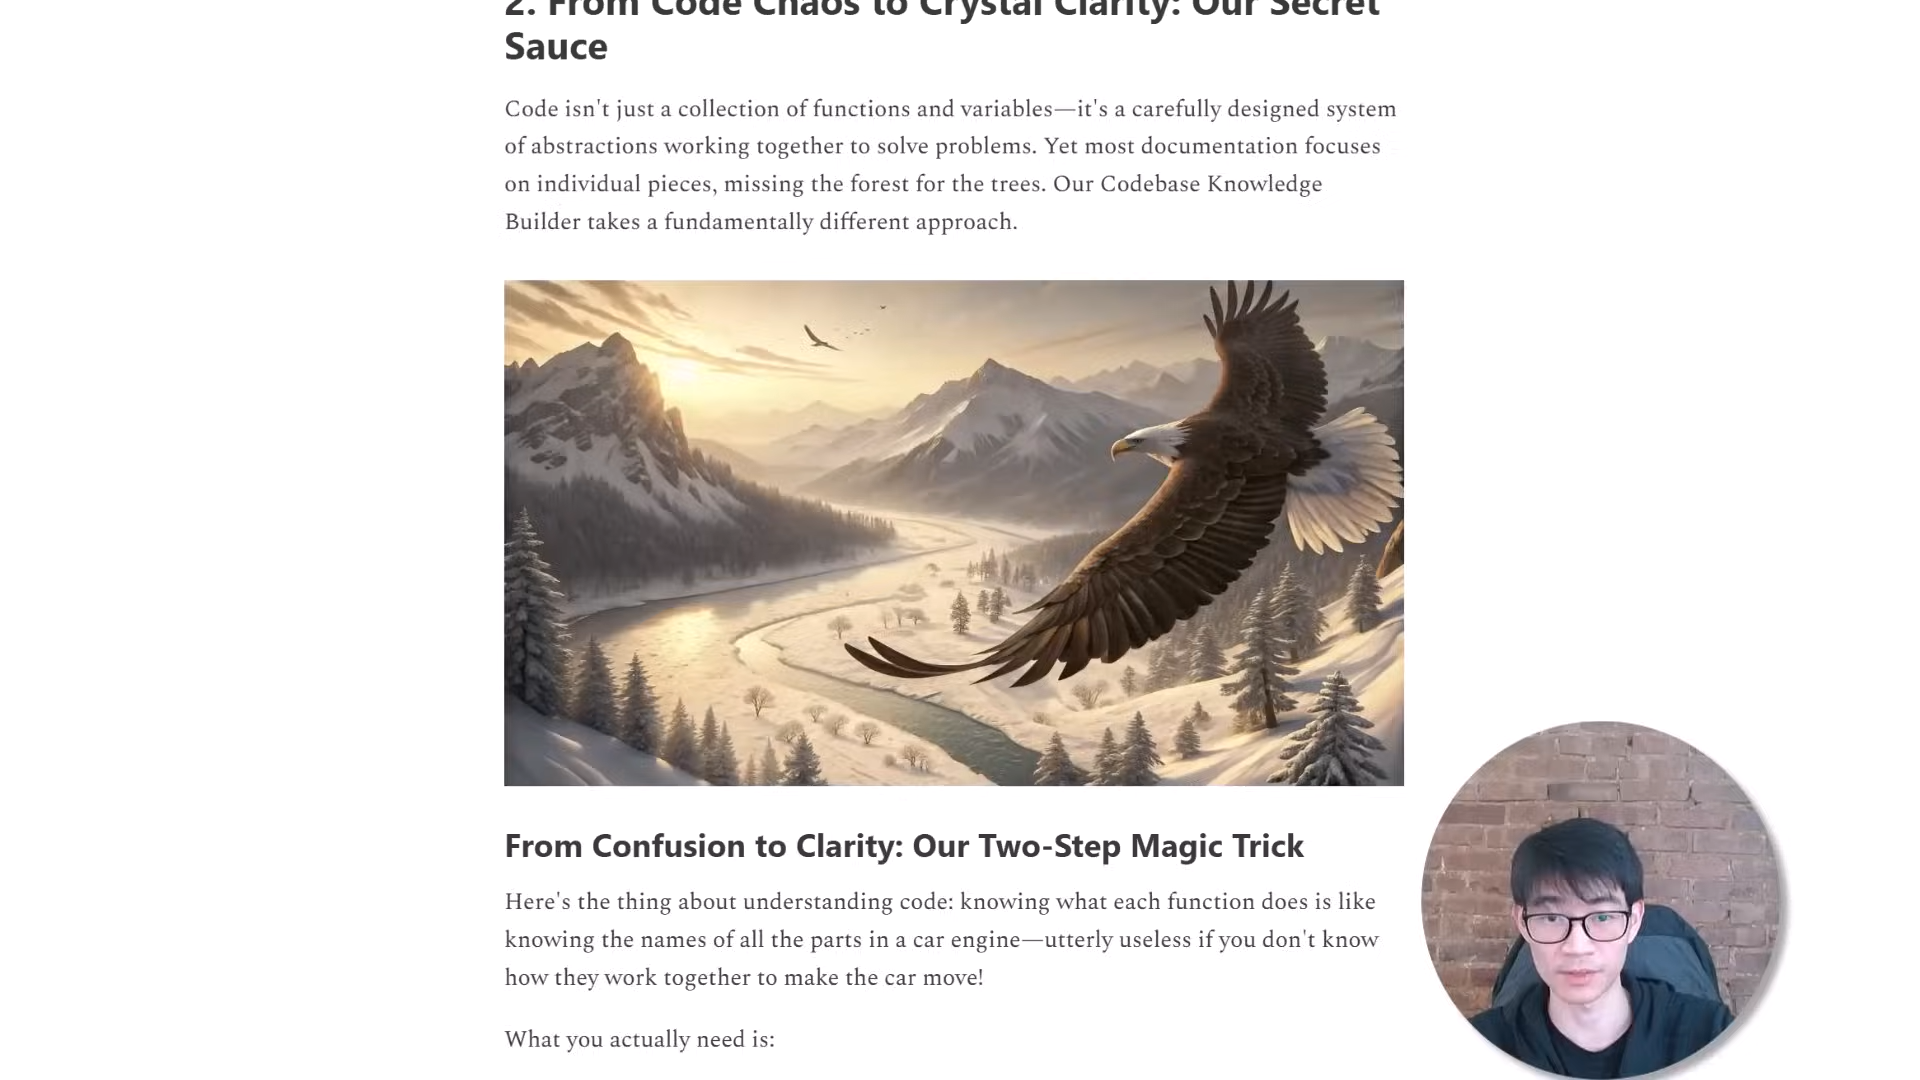 2. From Code Chaos to Crystal Clarity: Our Secret
Sauce
Code isn't just a collection of functions and variables—it's a carefully designed system
of abstractions working together to solve problems. Yet most documentation focuses
on individual pieces, missing the forest for the trees. Our Codebase Knowledge
Builder takes a fundamentally different approach.
From Confusion to Clarity: Our Two-Step Magic Trick
Here's the thing about understanding code: knowing what each function does is like
knowing the names of all the parts in a car engine—utterly useless if you don't know
how they work together to make the car move!
What you actually need is: